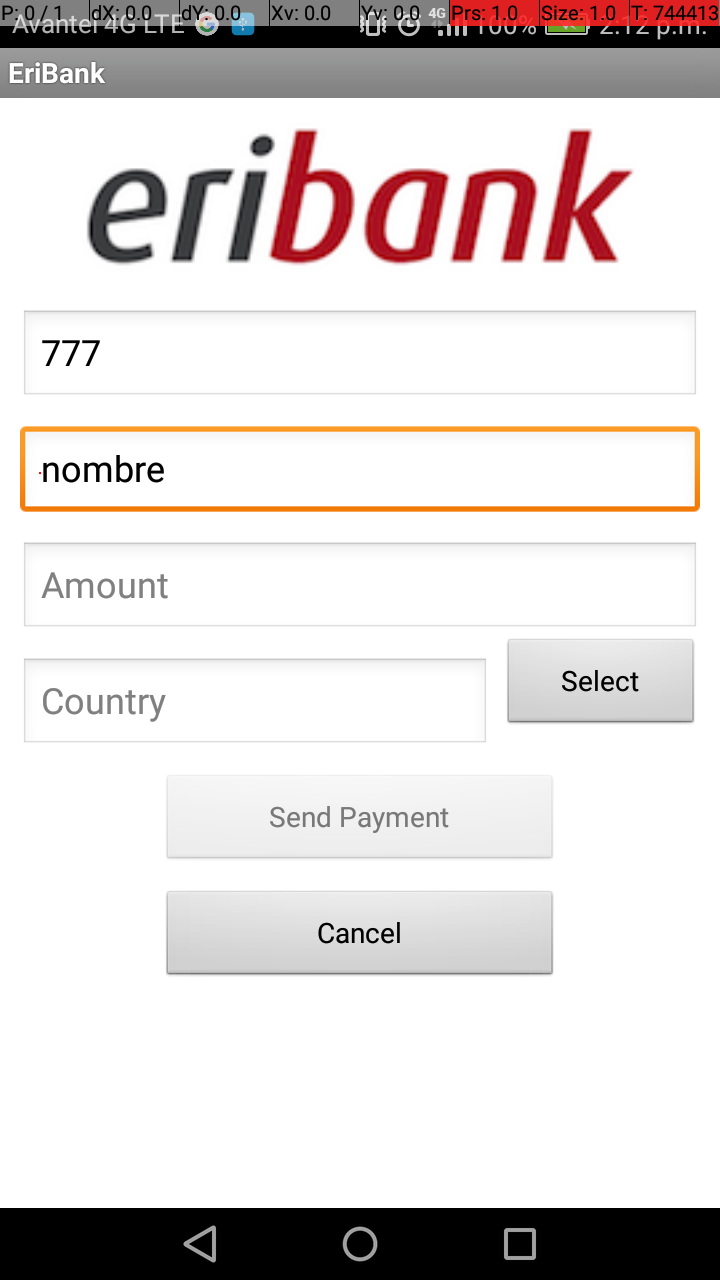 P: 0 / 1 dX: 0.0 dY: 0.0 Xv: 0.0 Yv: 0.0 Prs: 1.0 Size: 1.0 T: 744413
Avantel 4G LTE 4G 100% 2:12 p.m.
EriBank
eribank
777
nombre
Amount
Country
Select
Send Payment
Cancel